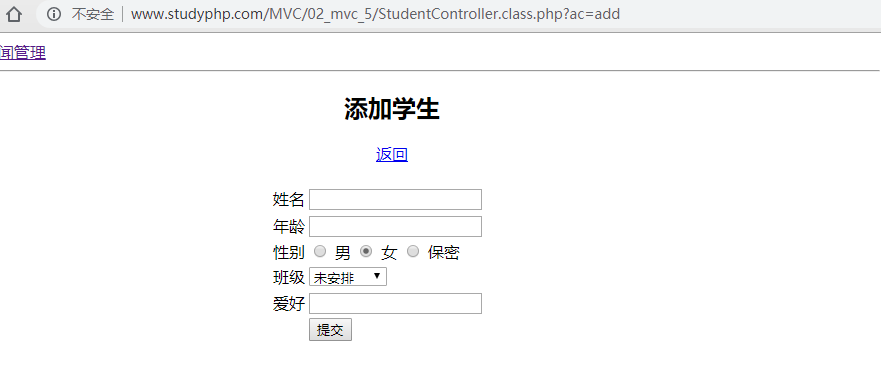 不安全 www.studyphp.com/MVC/02_mvc_5/StudentController.class.php?ac=add
闻管理
添加学生
返回
姓名
年龄
性别 男 女 保密
班级 未安排
爱好
提交